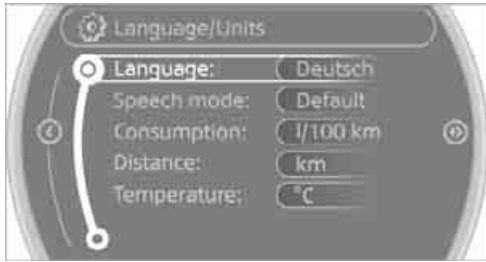 Language/Units
Language: Deutsch
Speech mode: Default
Consumption: l/100 km
Distance: km
Temperature: °C